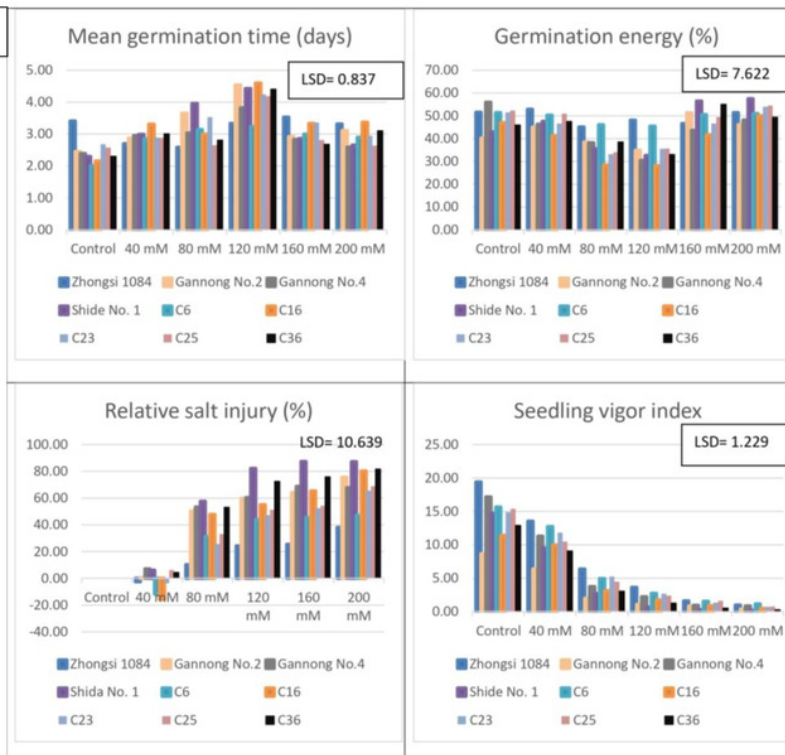 Mean germination time (days)
LSD= 0.837
5.00
4.00
3.00
2.00
1.00
0.00
Control 40 mM 80 mM 120 mM 160 mM 200 mM
Zhongsi 1084 Gannong No.2 Gannong No.4
Shide No. 1 C6 C16
C23 C25 C36
Germination energy (%)
LSD= 7.622
70.00
60.00
50.00
40.00
30.00
20.00
10.00
0.00
Control 40 mM 80 mM 120 mM 160 mM 200 mM
Zhongsi 1084 Gannong No.2 Gannong No.4
Shide No. 1 C6 C16
C23 C25 C36
Relative salt injury (%)
LSD= 10.639
100.00
80.00
60.00
40.00
20.00
0.00
-20.00
-40.00
Control 40 mM 80 mM 120 160 200
mM mM mM
Zhongsi 1084 Gannong No.2 Gannong No.4
Shida No. 1 C6 C16
C23 C25 C36
Seedling vigor index
LSD= 1.229
25.00
20.00
15.00
10.00
5.00
0.00
Control 40 mM 80 mM 120 mM 160 mM 200 mM
Zhongsi 1084 Gannong No.2 Gannong No.4
Shide No. 1 C6 C16
C23 C25 C36